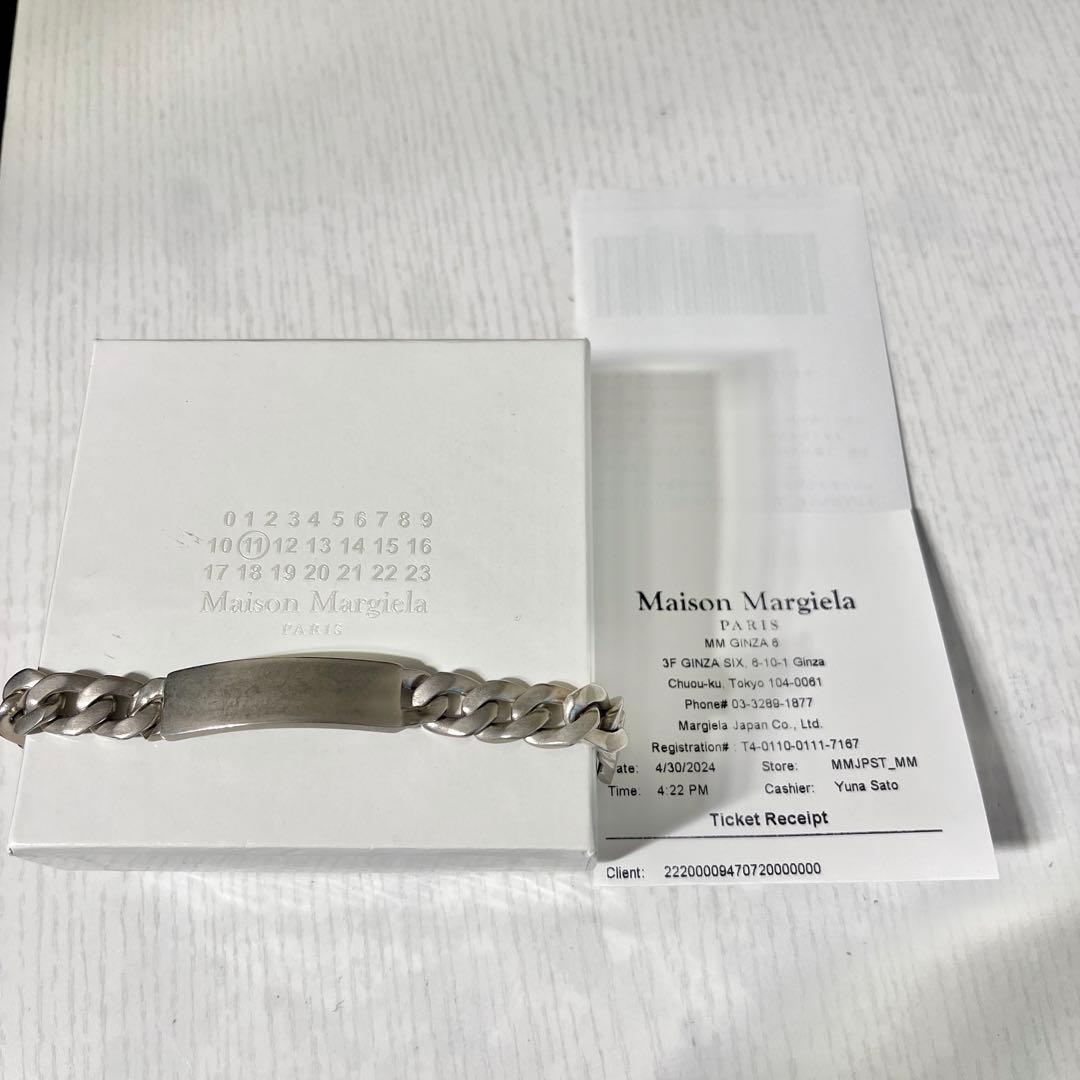 0 1 2 3 4 5 6 7 8 9
10 11 12 13 14 15 16
17 18 19 20 21 22 23
Maison Margiela
PARIS
Maison Margiela
PARIS
MM GINZA 6
3F GINZA SIX, 6-10-1 Ginza
Chuou-ku, Tokyo 104-0061
Phone# 03-3289-1877
Margiela Japan Co., Ltd.
Registration# : T4-0110-0111-7167
ate: 4/30/2024 Store: MMJPST_MM
Time: 4:22 PM Cashier: Yuna Sato
Ticket Receipt
Client: 22200009470720000000